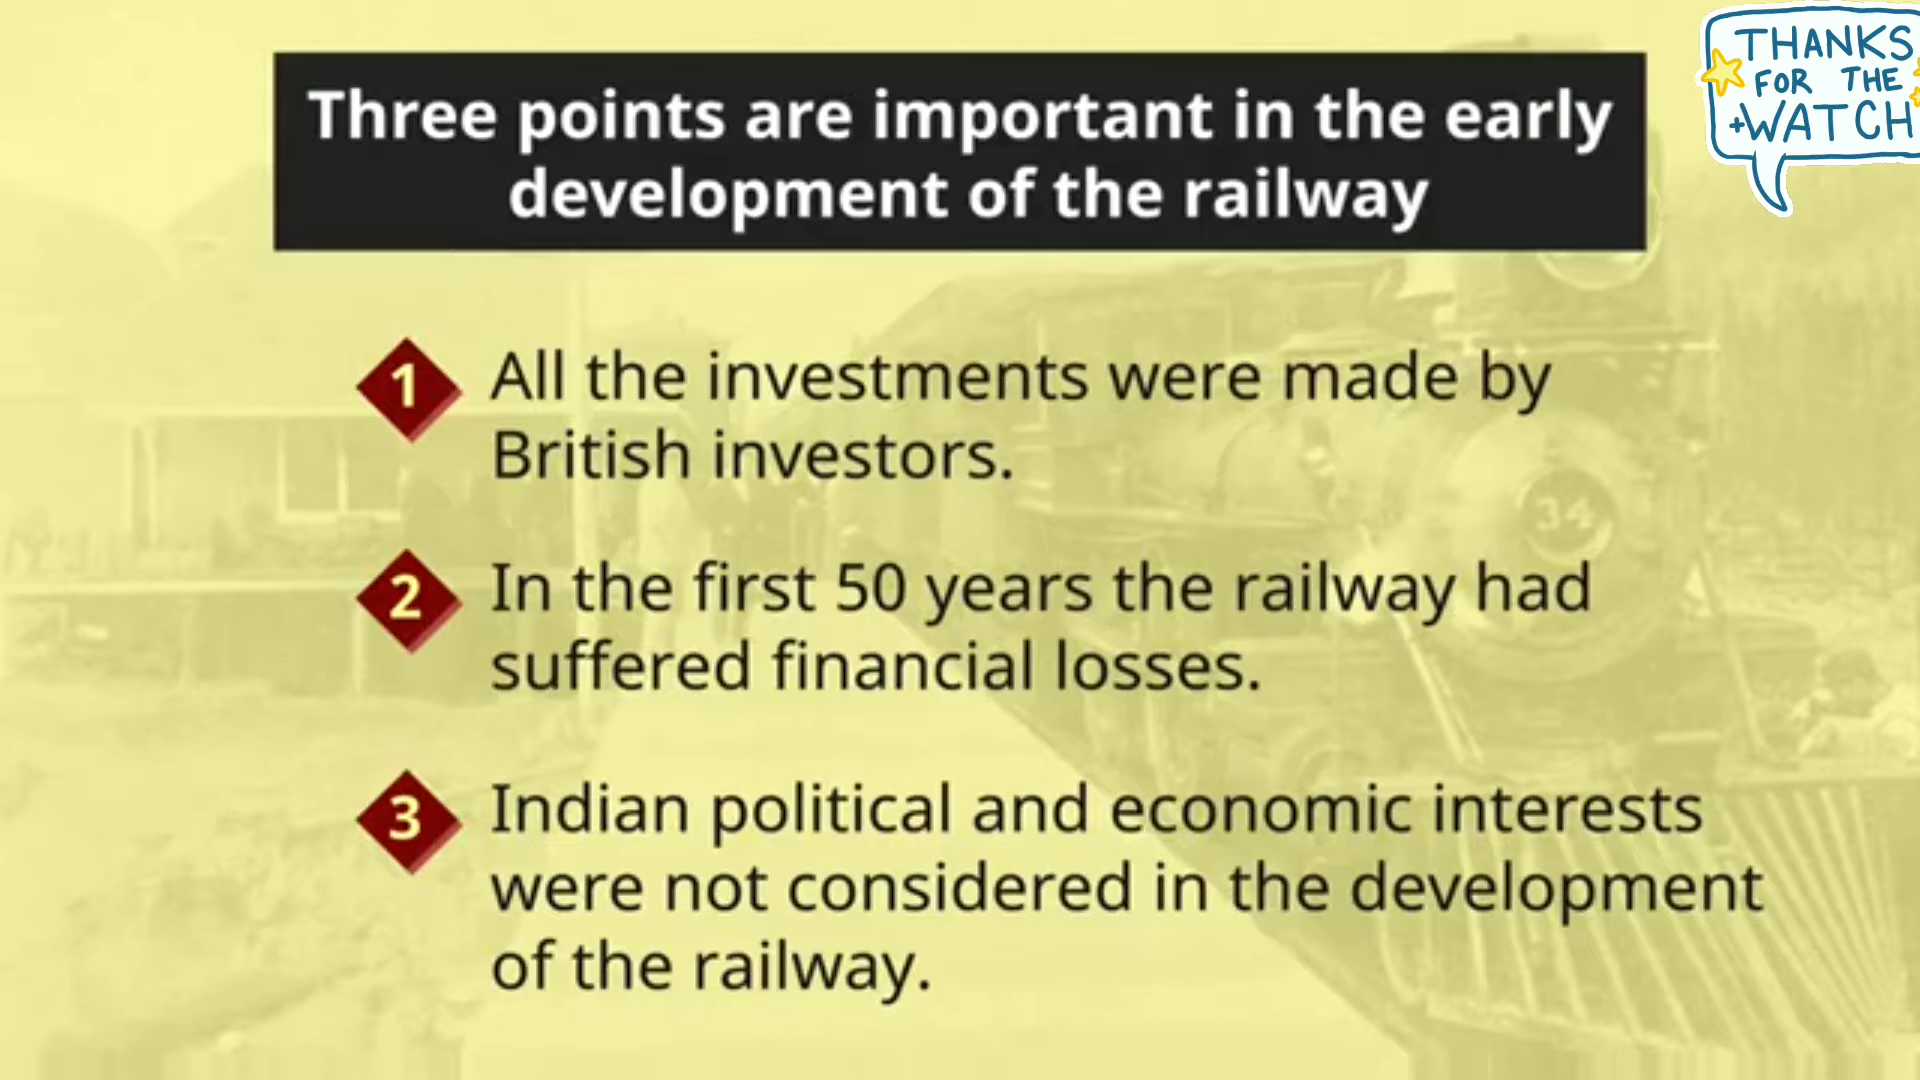 Three points are important in the early
development of the railway
THANKS
FOR THE
WATCH
1 All the investments were made by
British investors.
2 In the first 50 years the railway had
suffered financial losses.
3 Indian political and economic interests
were not considered in the development
of the railway.
34